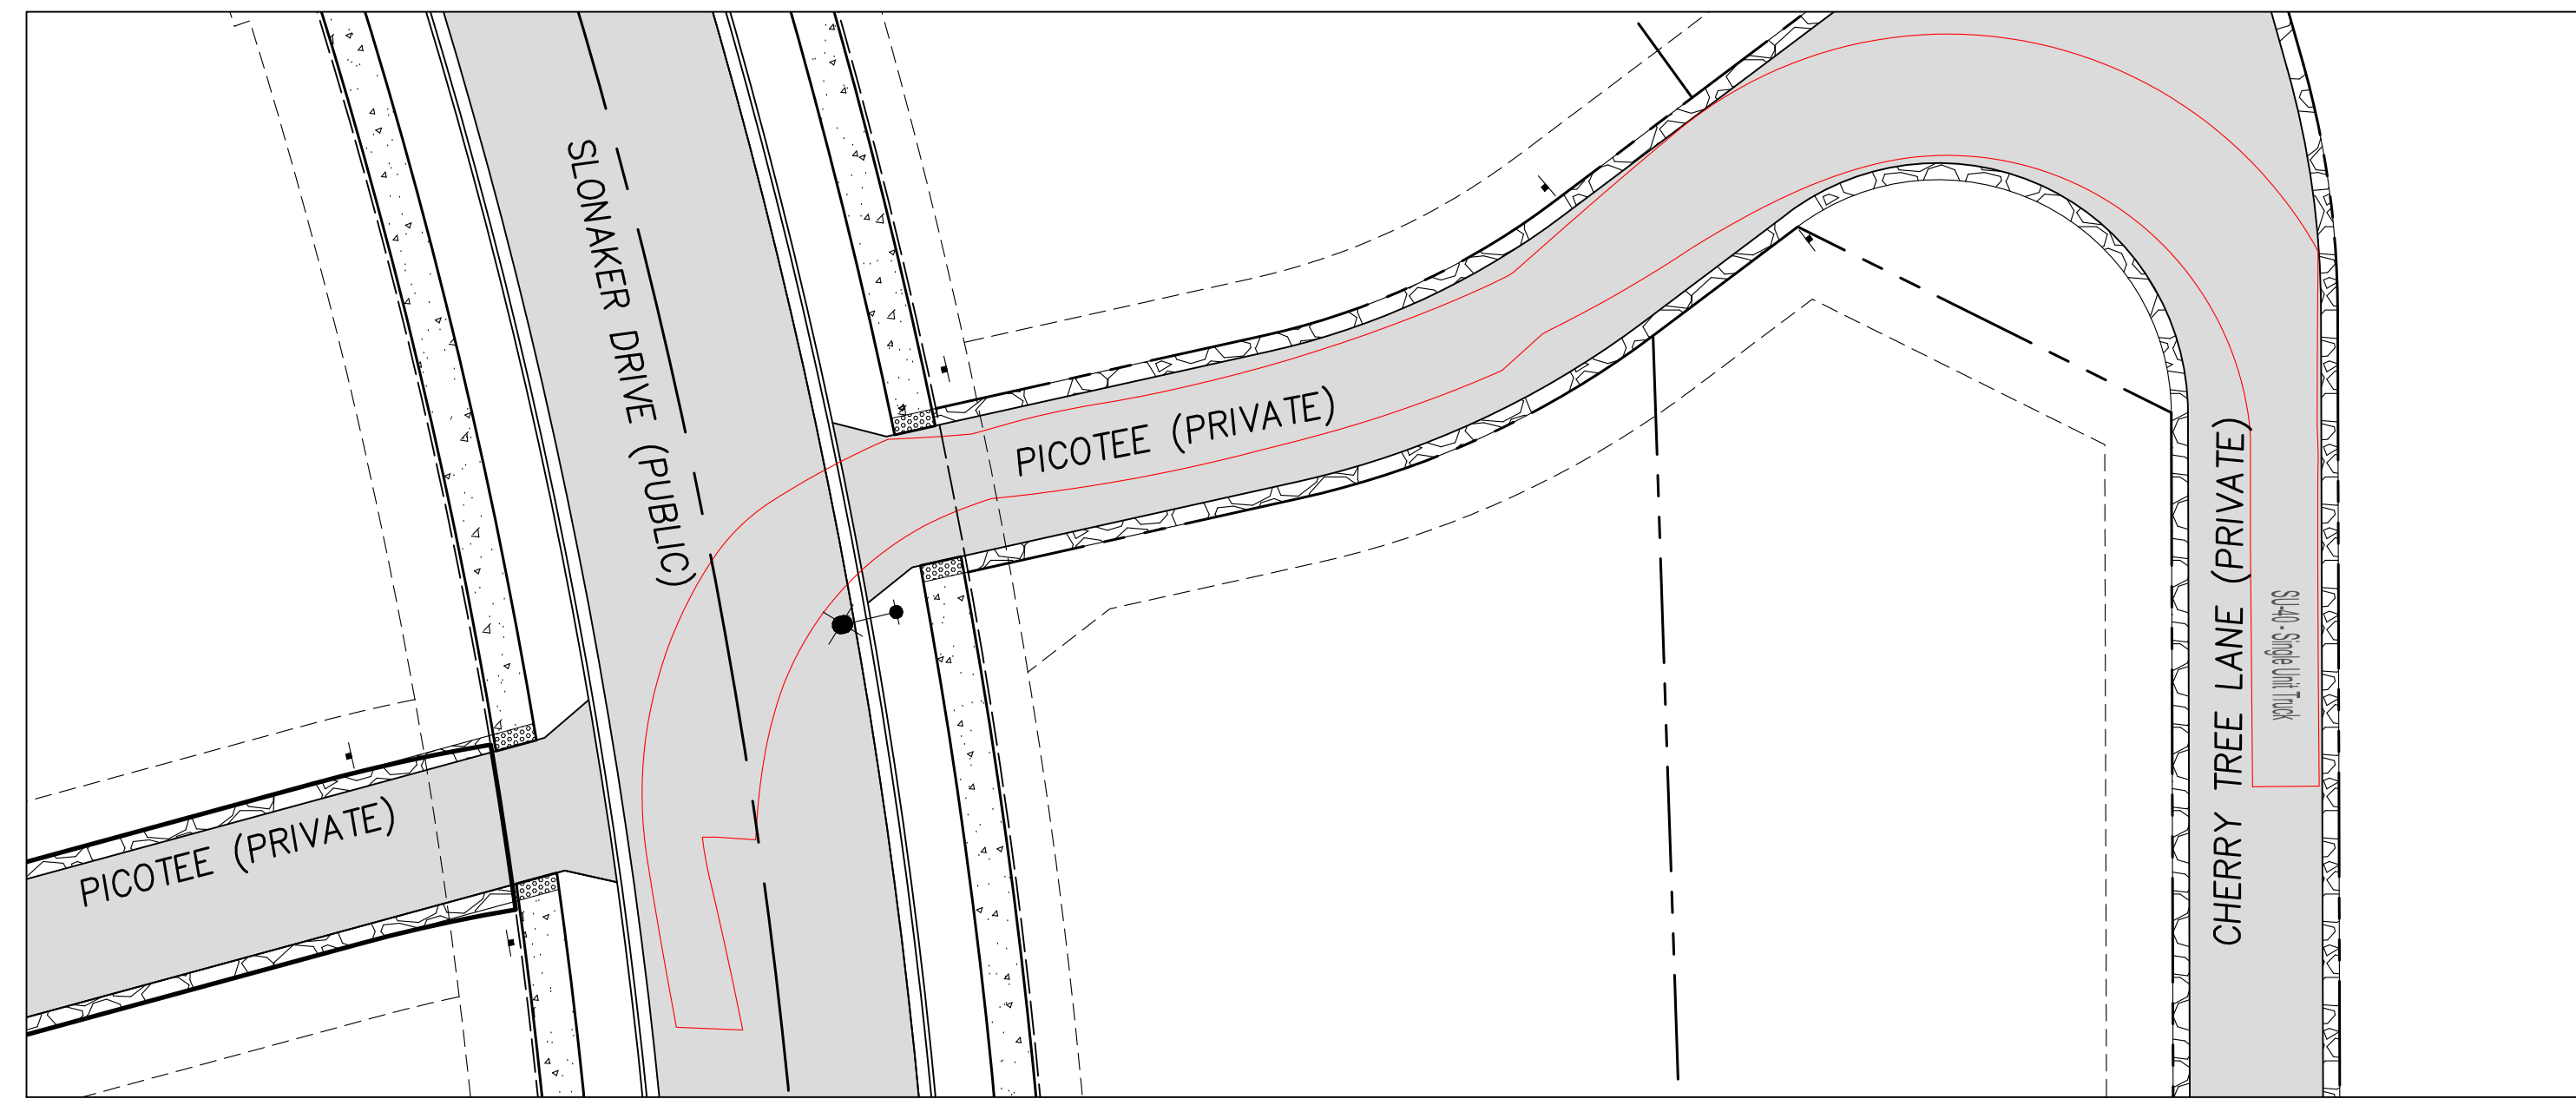 SLONAKER DRIVE (PUBLIC)
PICOTEE (PRIVATE)
PICOTEE (PRIVATE)
CHERRY TREE LANE (PRIVATE)
SU-40 - Single Unit Truck